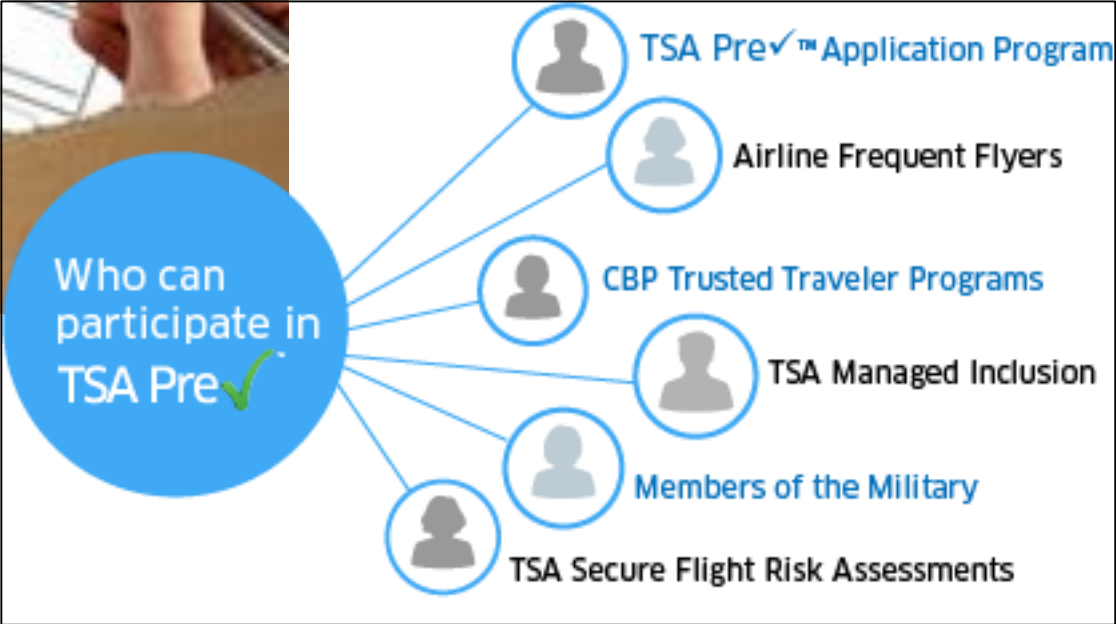 Who can
participate in
TSA Pre✓
TSA Pre✓™ Application Program
Airline Frequent Flyers
CBP Trusted Traveler Programs
TSA Managed Inclusion
Members of the Military
TSA Secure Flight Risk Assessments